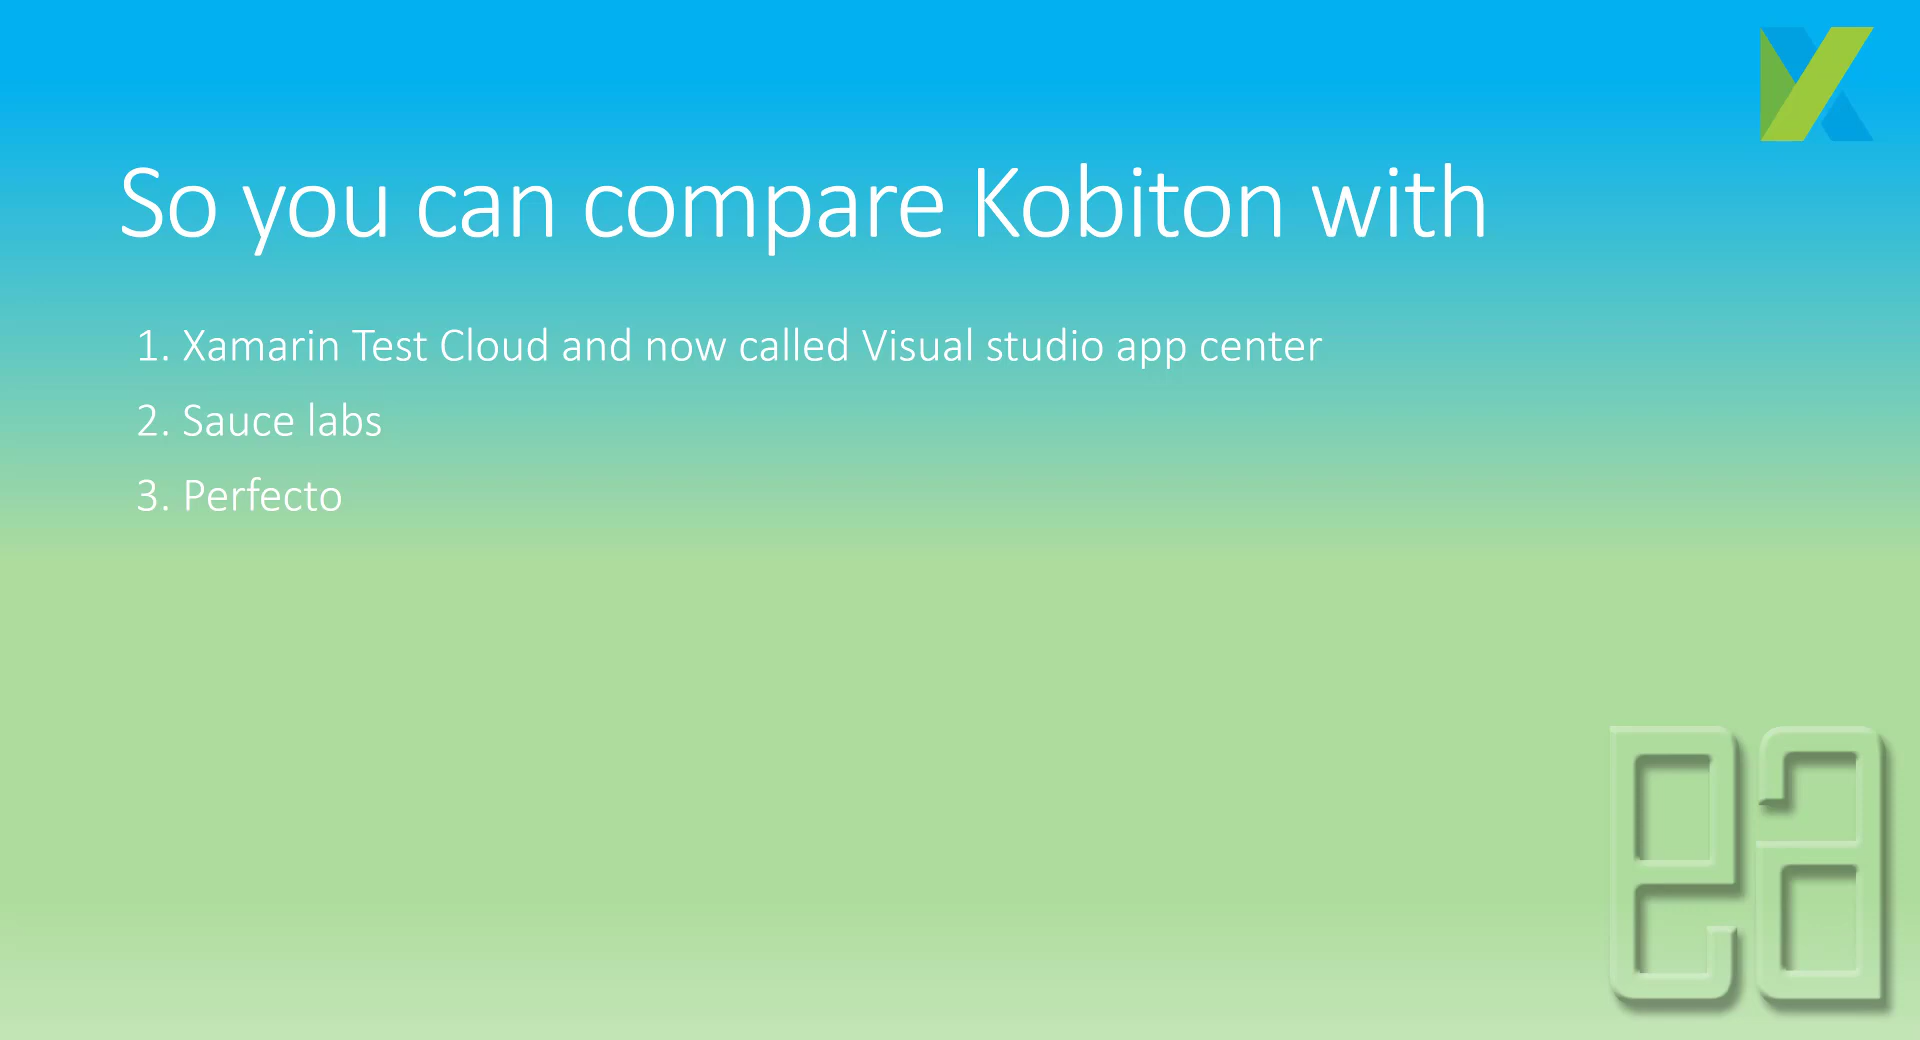 So you can compare Kobiton with
1. Xamarin Test Cloud and now called Visual studio app center
2. Sauce labs
3. Perfecto
ea